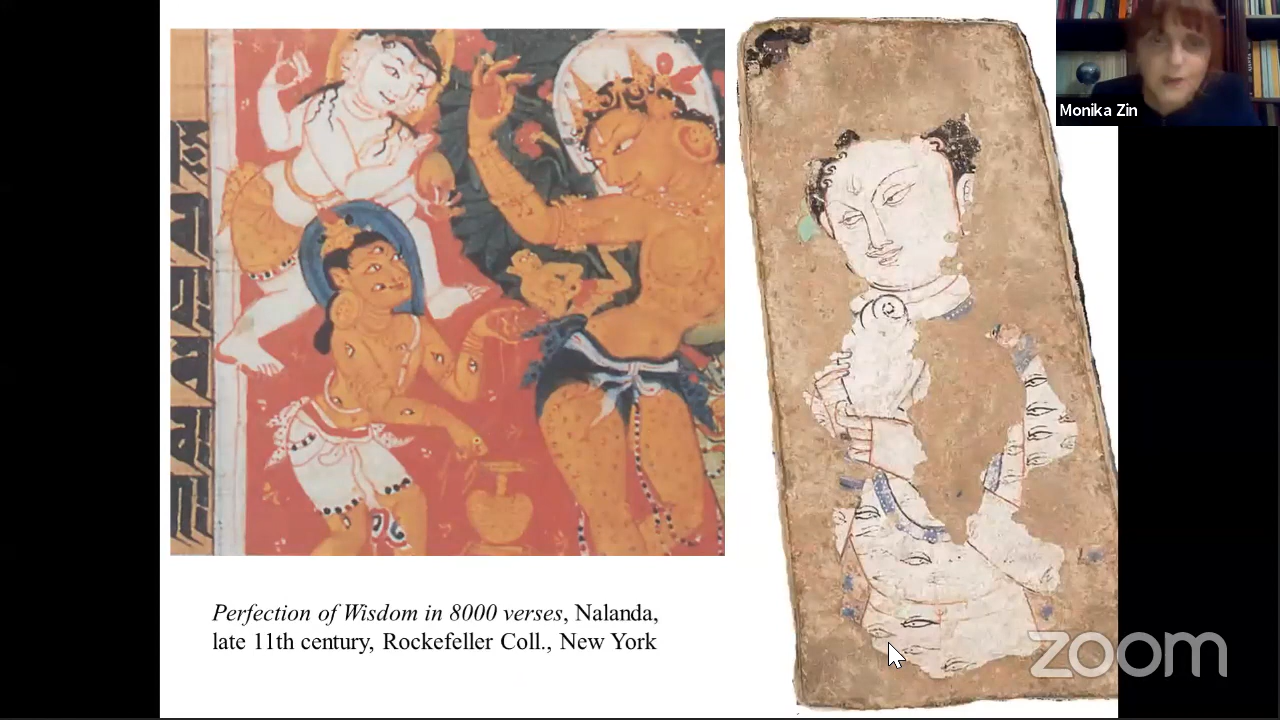 Monika Zin
Perfection of Wisdom in 8000 verses, Nalanda,
late 11th century, Rockefeller Coll., New York
zoom